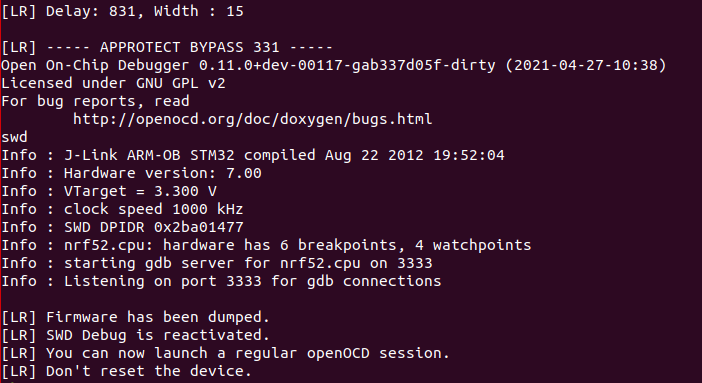 [LR] Delay: 831, Width : 15
[LR] ----- APPROTECT BYPASS 331 -----
Open On-Chip Debugger 0.11.0+dev-00117-gab337d05f-dirty (2021-04-27-10:38)
Licensed under GNU GPL v2
For bug reports, read
        http://openocd.org/doc/doxygen/bugs.html
swd
Info : J-Link ARM-OB STM32 compiled Aug 22 2012 19:52:04
Info : Hardware version: 7.00
Info : VTarget = 3.300 V
Info : clock speed 1000 kHz
Info : SWD DPIDR 0x2ba01477
Info : nrf52.cpu: hardware has 6 breakpoints, 4 watchpoints
Info : starting gdb server for nrf52.cpu on 3333
Info : Listening on port 3333 for gdb connections
[LR] Firmware has been dumped.
[LR] SWD Debug is reactivated.
[LR] You can now launch a regular openOCD session.
[LR] Don't reset the device.